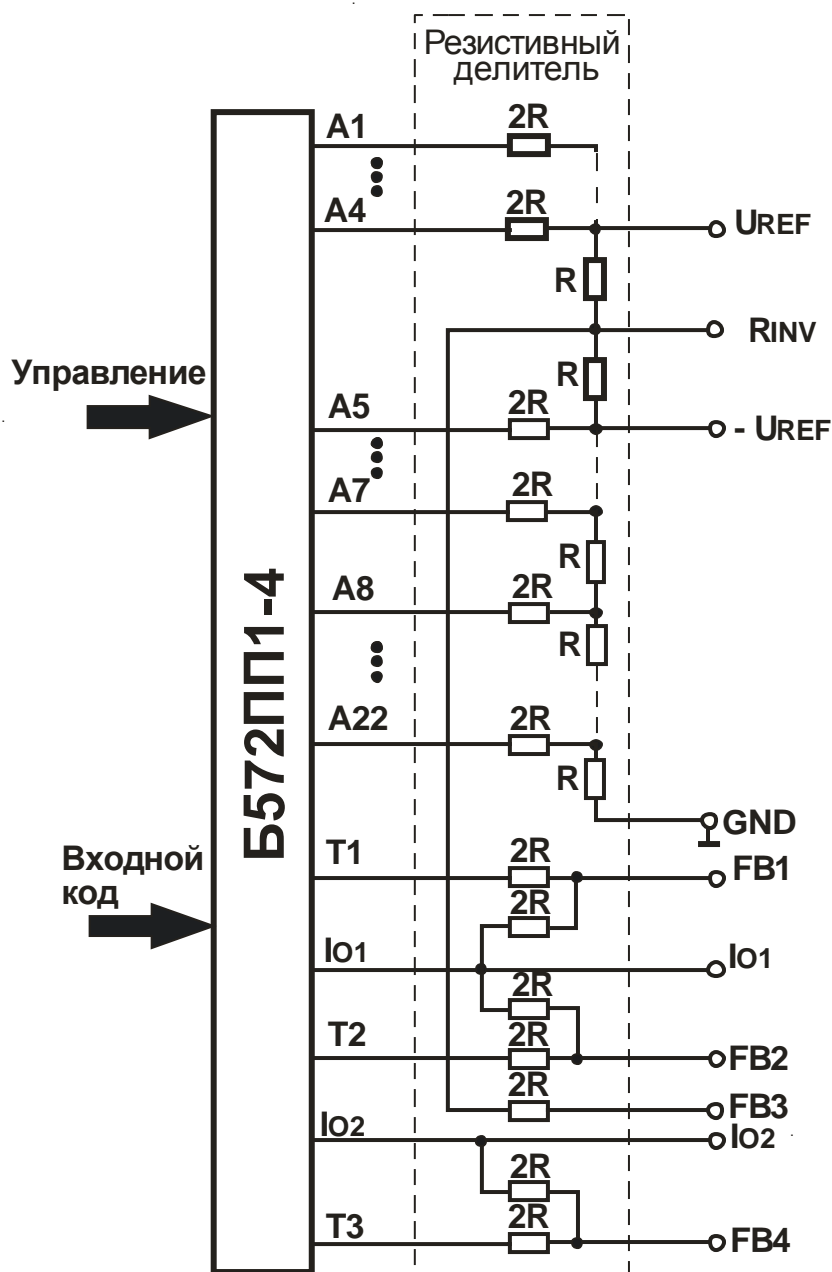 Резистивный
делитель
A1
2R
A4
2R
UREF
R
RINV
Управление
R
A5
2R
- UREF
A7
2R
R
A8
2R
R
Б572ПП1-4
A22
2R
R
GND
Входной
код
T1
2R
FB1
2R
IO1
IO1
2R
T2
2R
FB2
2R
FB3
IO2
IO2
2R
T3
2R
FB4